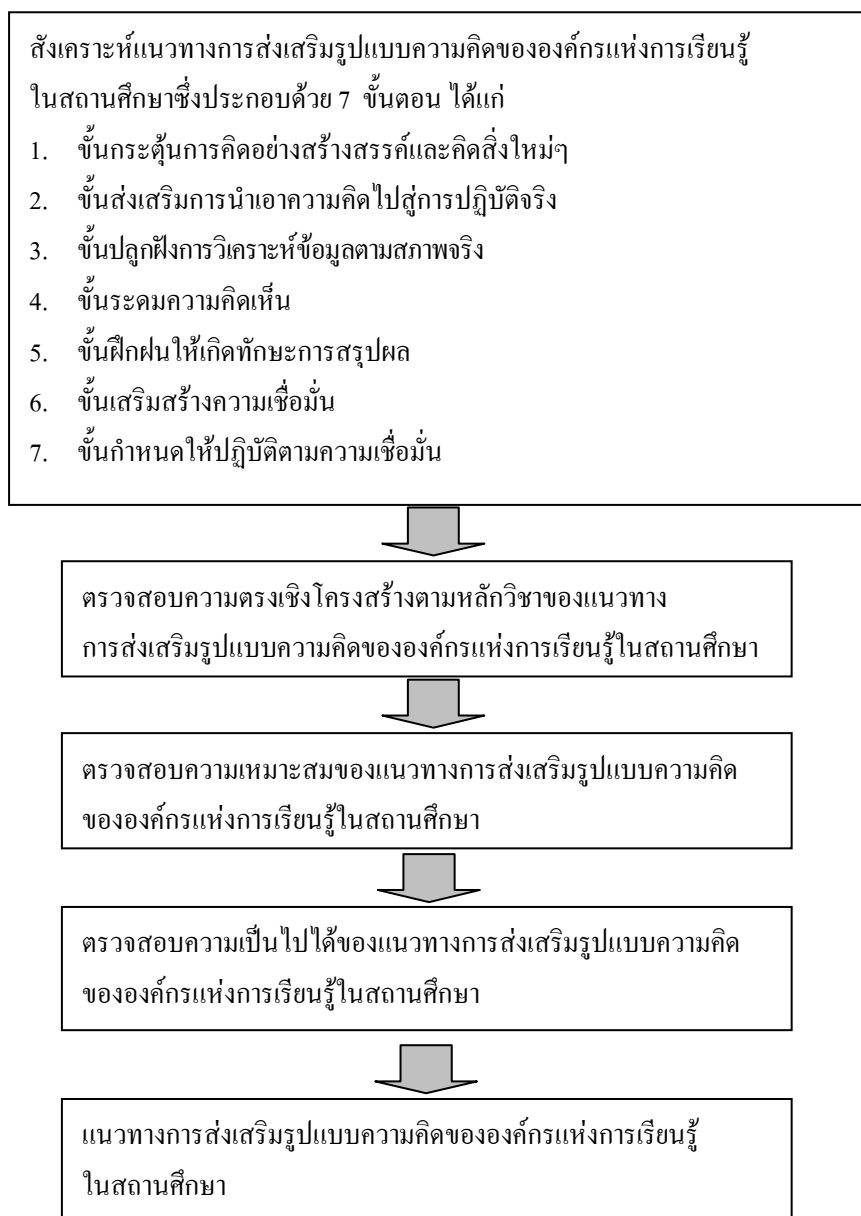 สังเคราะห์แนวทางการส่งเสริมรูปแบบความคิดขององค์กรแห่งการเรียนรู้
ในสถานศึกษาซึ่งประกอบด้วย 7 ขั้นตอน ได้แก่
1. ขั้นกระตุ้นการคิดอย่างสร้างสรรค์และคิดสิ่งใหม่ๆ
2. ขั้นส่งเสริมการนำเอาความคิดไปสู่การปฏิบัติจริง
3. ขั้นปลูกฝังการวิเคราะห์ข้อมูลตามสภาพจริง
4. ขั้นระดมความคิดเห็น
5. ขั้นฝึกฝนให้เกิดทักษะการสรุปผล
6. ขั้นเสริมสร้างความเชื่อมั่น
7. ขั้นกำหนดให้ปฏิบัติตามความเชื่อมั่น
ตรวจสอบความตรงเชิงโครงสร้างตามหลักวิชาของแนวทาง
การส่งเสริมรูปแบบความคิดขององค์กรแห่งการเรียนรู้ในสถานศึกษา
ตรวจสอบความเหมาะสมของแนวทางการส่งเสริมรูปแบบความคิด
ขององค์กรแห่งการเรียนรู้ในสถานศึกษา
ตรวจสอบความเป็นไปได้ของแนวทางการส่งเสริมรูปแบบความคิด
ขององค์กรแห่งการเรียนรู้ในสถานศึกษา
แนวทางการส่งเสริมรูปแบบความคิดขององค์กรแห่งการเรียนรู้
ในสถานศึกษา